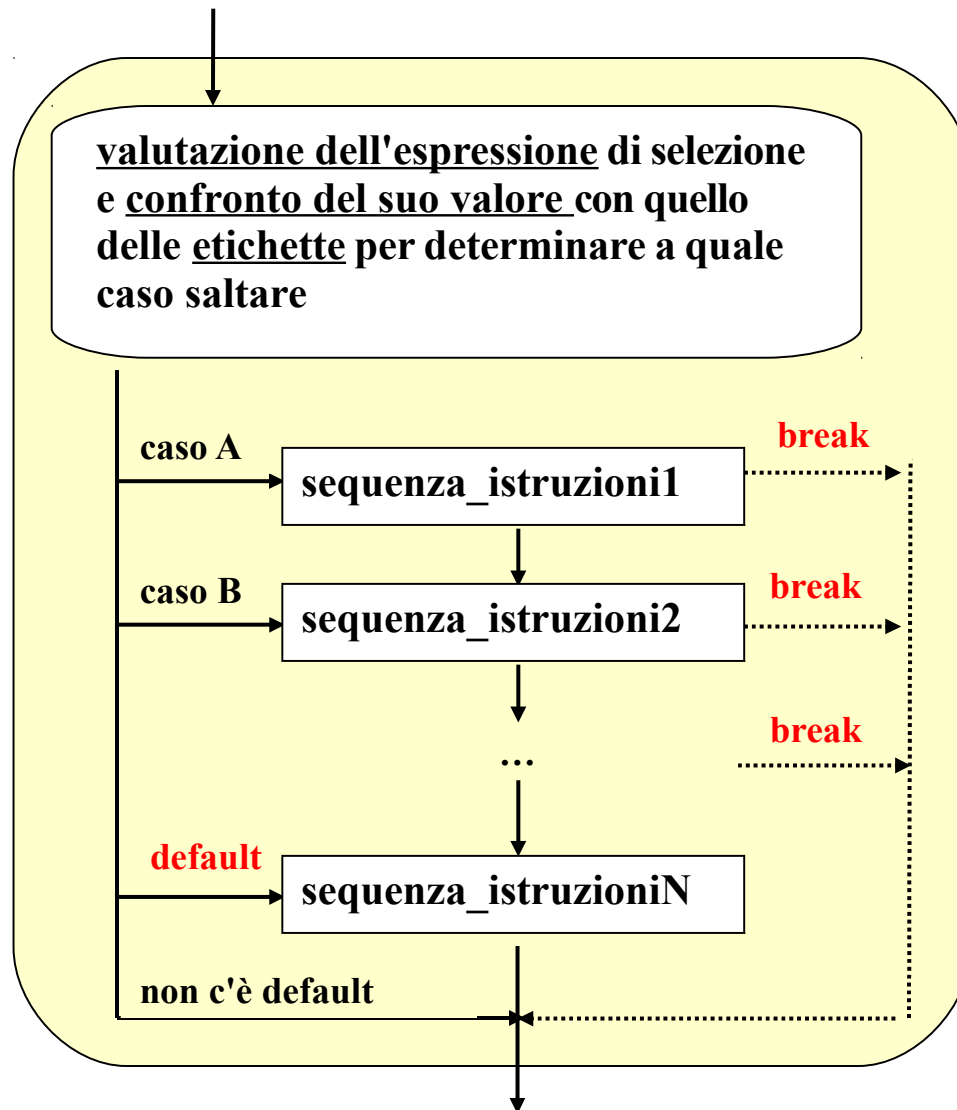 valutazione dell'espressione di selezione
e confronto del suo valore con quello
delle etichette per determinare a quale
caso saltare
caso A
break
sequenza_istruzioni1
caso B
break
sequenza_istruzioni2
break
...
default
sequenza_istruzioniN
non c'è default